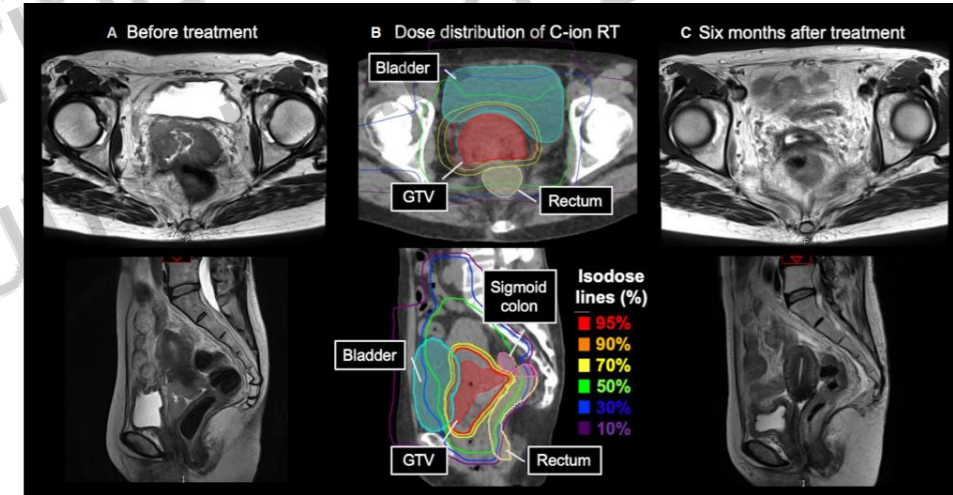 A Before treatment
B Dose distribution of C-ion RT
C Six months after treatment
Bladder
GTV
Rectum
Sigmoid
colon
Bladder
GTV
Rectum
Isodose
lines (%)
95%
90%
70%
50%
30%
10%